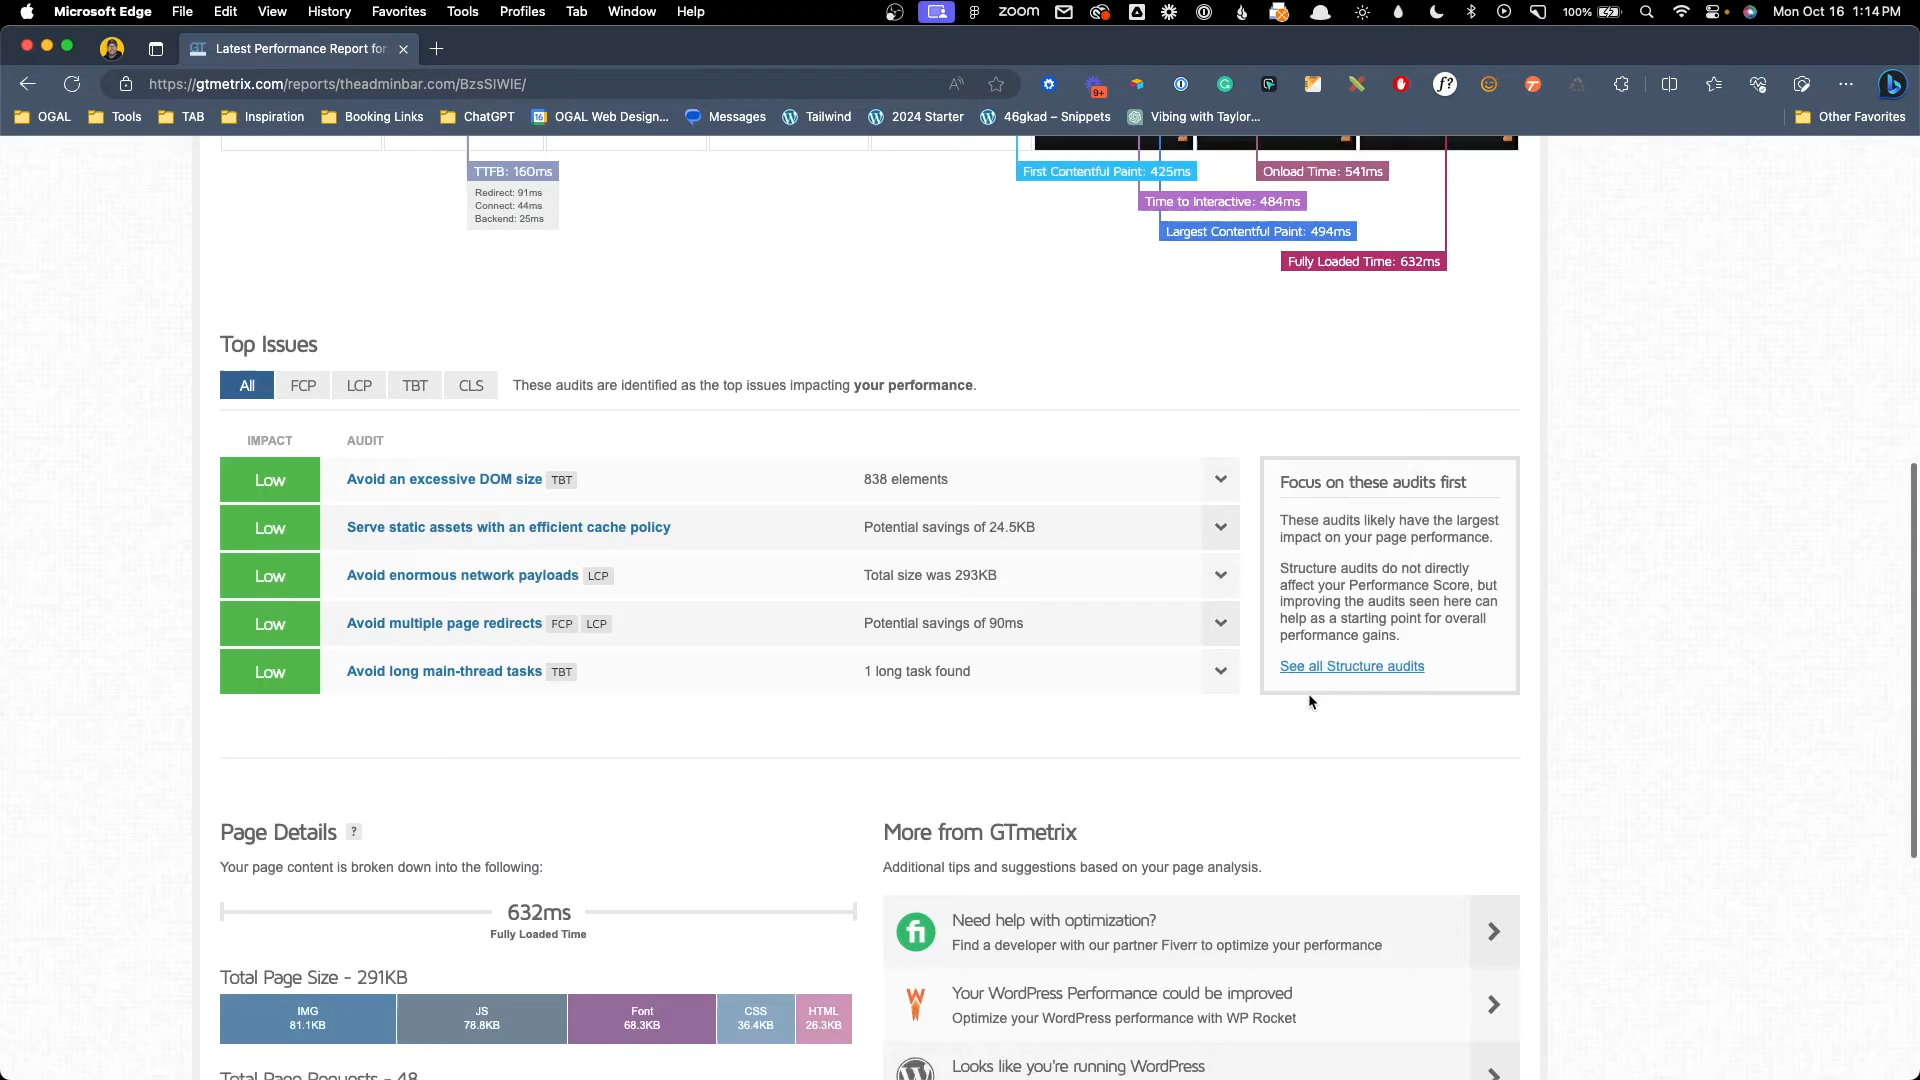 Microsoft Edge File Edit View History Favorites Tools Profiles Tab Window Help
zoom 100% Mon Oct 16 1:14 PM
Latest Performance Report for
https://gtmetrix.com/reports/theadminbar.com/BzsSIWlE/
9+ f?
OGAL Tools TAB Inspiration Booking Links ChatGPT 16 OGAL Web Design... Messages Tailwind 2024 Starter 46gkad – Snippets Vibing with Taylor... Other Favorites
TTFB: 160ms
Redirect: 91ms
Connect: 44ms
Backend: 25ms
First Contentful Paint: 425ms
Onload Time: 541ms
Time to Interactive: 484ms
Largest Contentful Paint: 494ms
Fully Loaded Time: 632ms
Top Issues
All FCP LCP TBT CLS These audits are identified as the top issues impacting your performance.
IMPACT AUDIT
Low Avoid an excessive DOM size TBT 838 elements
Low Serve static assets with an efficient cache policy Potential savings of 24.5KB
Low Avoid enormous network payloads LCP Total size was 293KB
Low Avoid multiple page redirects FCP LCP Potential savings of 90ms
Low Avoid long main-thread tasks TBT 1 long task found
Focus on these audits first
These audits likely have the largest
impact on your page performance.
Structure audits do not directly
affect your Performance Score, but
improving the audits seen here can
help as a starting point for overall
performance gains.
See all Structure audits
Page Details ?
Your page content is broken down into the following:
632ms
Fully Loaded Time
Total Page Size - 291KB
IMG
81.1KB
JS
78.8KB
Font
68.3KB
CSS
36.4KB
HTML
26.3KB
Total Page Requests - 48
More from GTmetrix
Additional tips and suggestions based on your page analysis.
fi
Need help with optimization?
Find a developer with our partner Fiverr to optimize your performance
Your WordPress Performance could be improved
Optimize your WordPress performance with WP Rocket
Looks like you're running WordPress